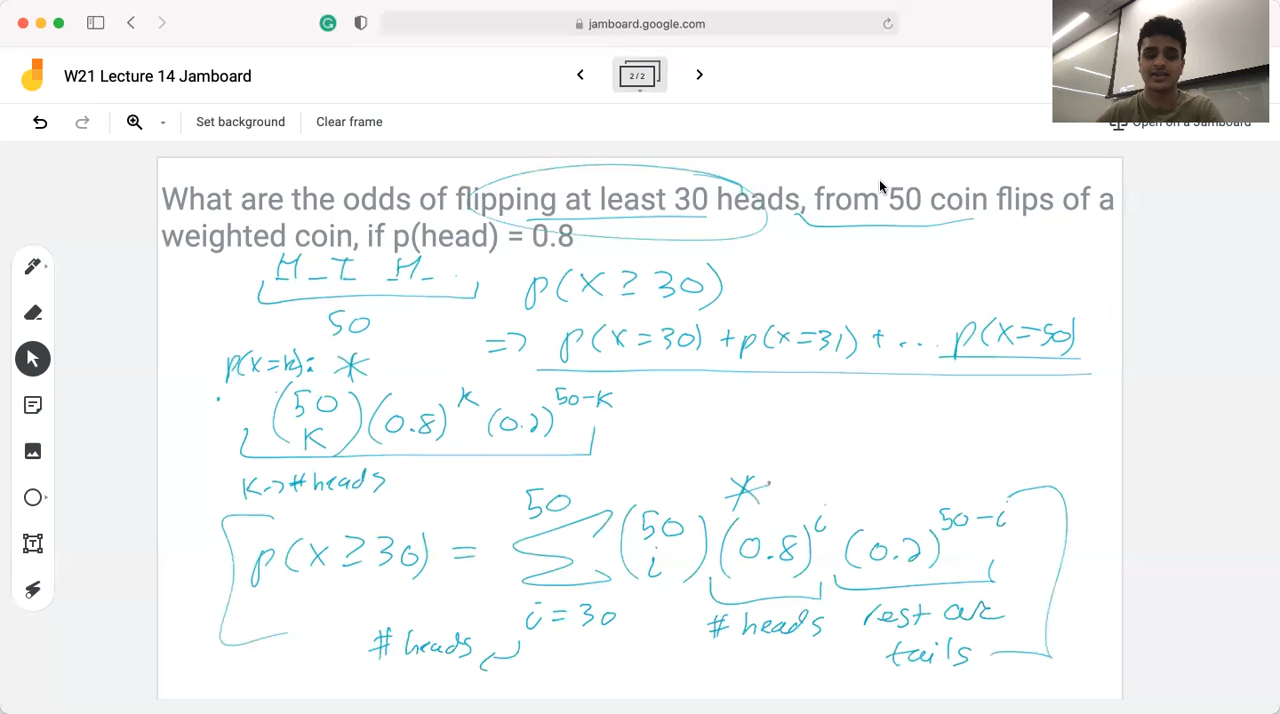 jamboard.google.com
W21 Lecture 14 Jamboard
2 / 2
Set background
Clear frame
Open on a Jamboard
What are the odds of flipping at least 30 heads, from 50 coin flips of a
weighted coin, if p(head) = 0.8
H _ T H _ .
50
p(X ≥ 30)
=> p(X=30) + p(X=31) + ... p(X=50)
p(X=k): *
(50 K) (0.8)^K (0.2)^50-K
K -> # heads
*
p(X ≥ 30) = 50 Σ i = 30 (50 i) (0.8)^i (0.2)^50-i
# heads
# heads
rest are
tails